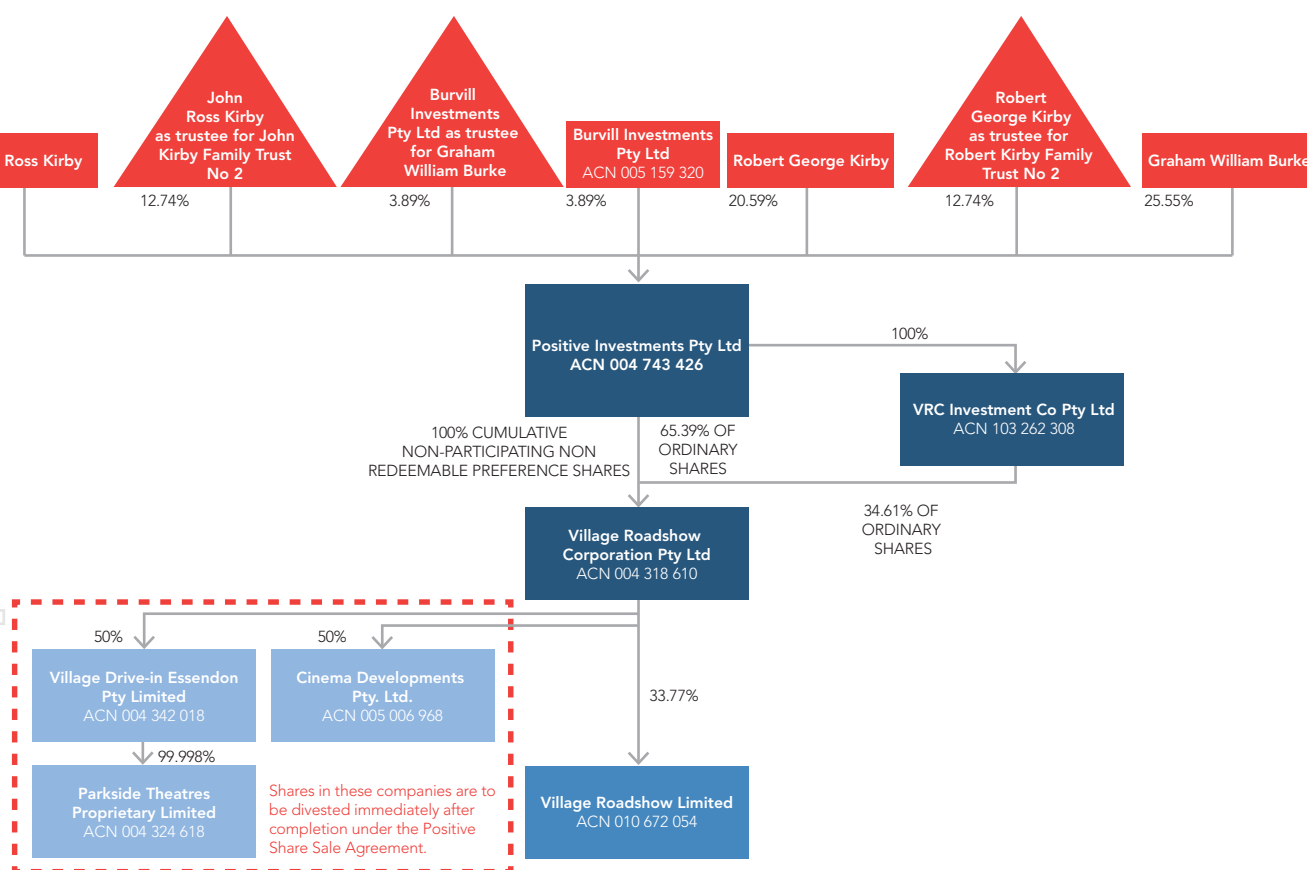 Ross Kirby
John
Ross Kirby
as trustee for John
Kirby Family Trust
No 2
Burvill
Investments
Pty Ltd as trustee
for Graham
William Burke
Burvill Investments
Pty Ltd
ACN 005 159 320
Robert George Kirby
Robert
George Kirby
as trustee for
Robert Kirby Family
Trust No 2
Graham William Burke
12.74%
3.89%
3.89%
20.59%
12.74%
25.55%
Positive Investments Pty Ltd
ACN 004 743 426
100%
VRC Investment Co Pty Ltd
ACN 103 262 308
100% CUMULATIVE
NON-PARTICIPATING NON
REDEEMABLE PREFERENCE SHARES
65.39% OF
ORDINARY
SHARES
34.61% OF
ORDINARY
SHARES
Village Roadshow
Corporation Pty Ltd
ACN 004 318 610
50%
50%
Village Drive-in Essendon
Pty Limited
ACN 004 342 018
Cinema Developments
Pty. Ltd.
ACN 005 006 968
33.77%
99.998%
Parkside Theatres
Proprietary Limited
ACN 004 324 618
Shares in these companies are to
be divested immediately after
completion under the Positive
Share Sale Agreement.
Village Roadshow Limited
ACN 010 672 054